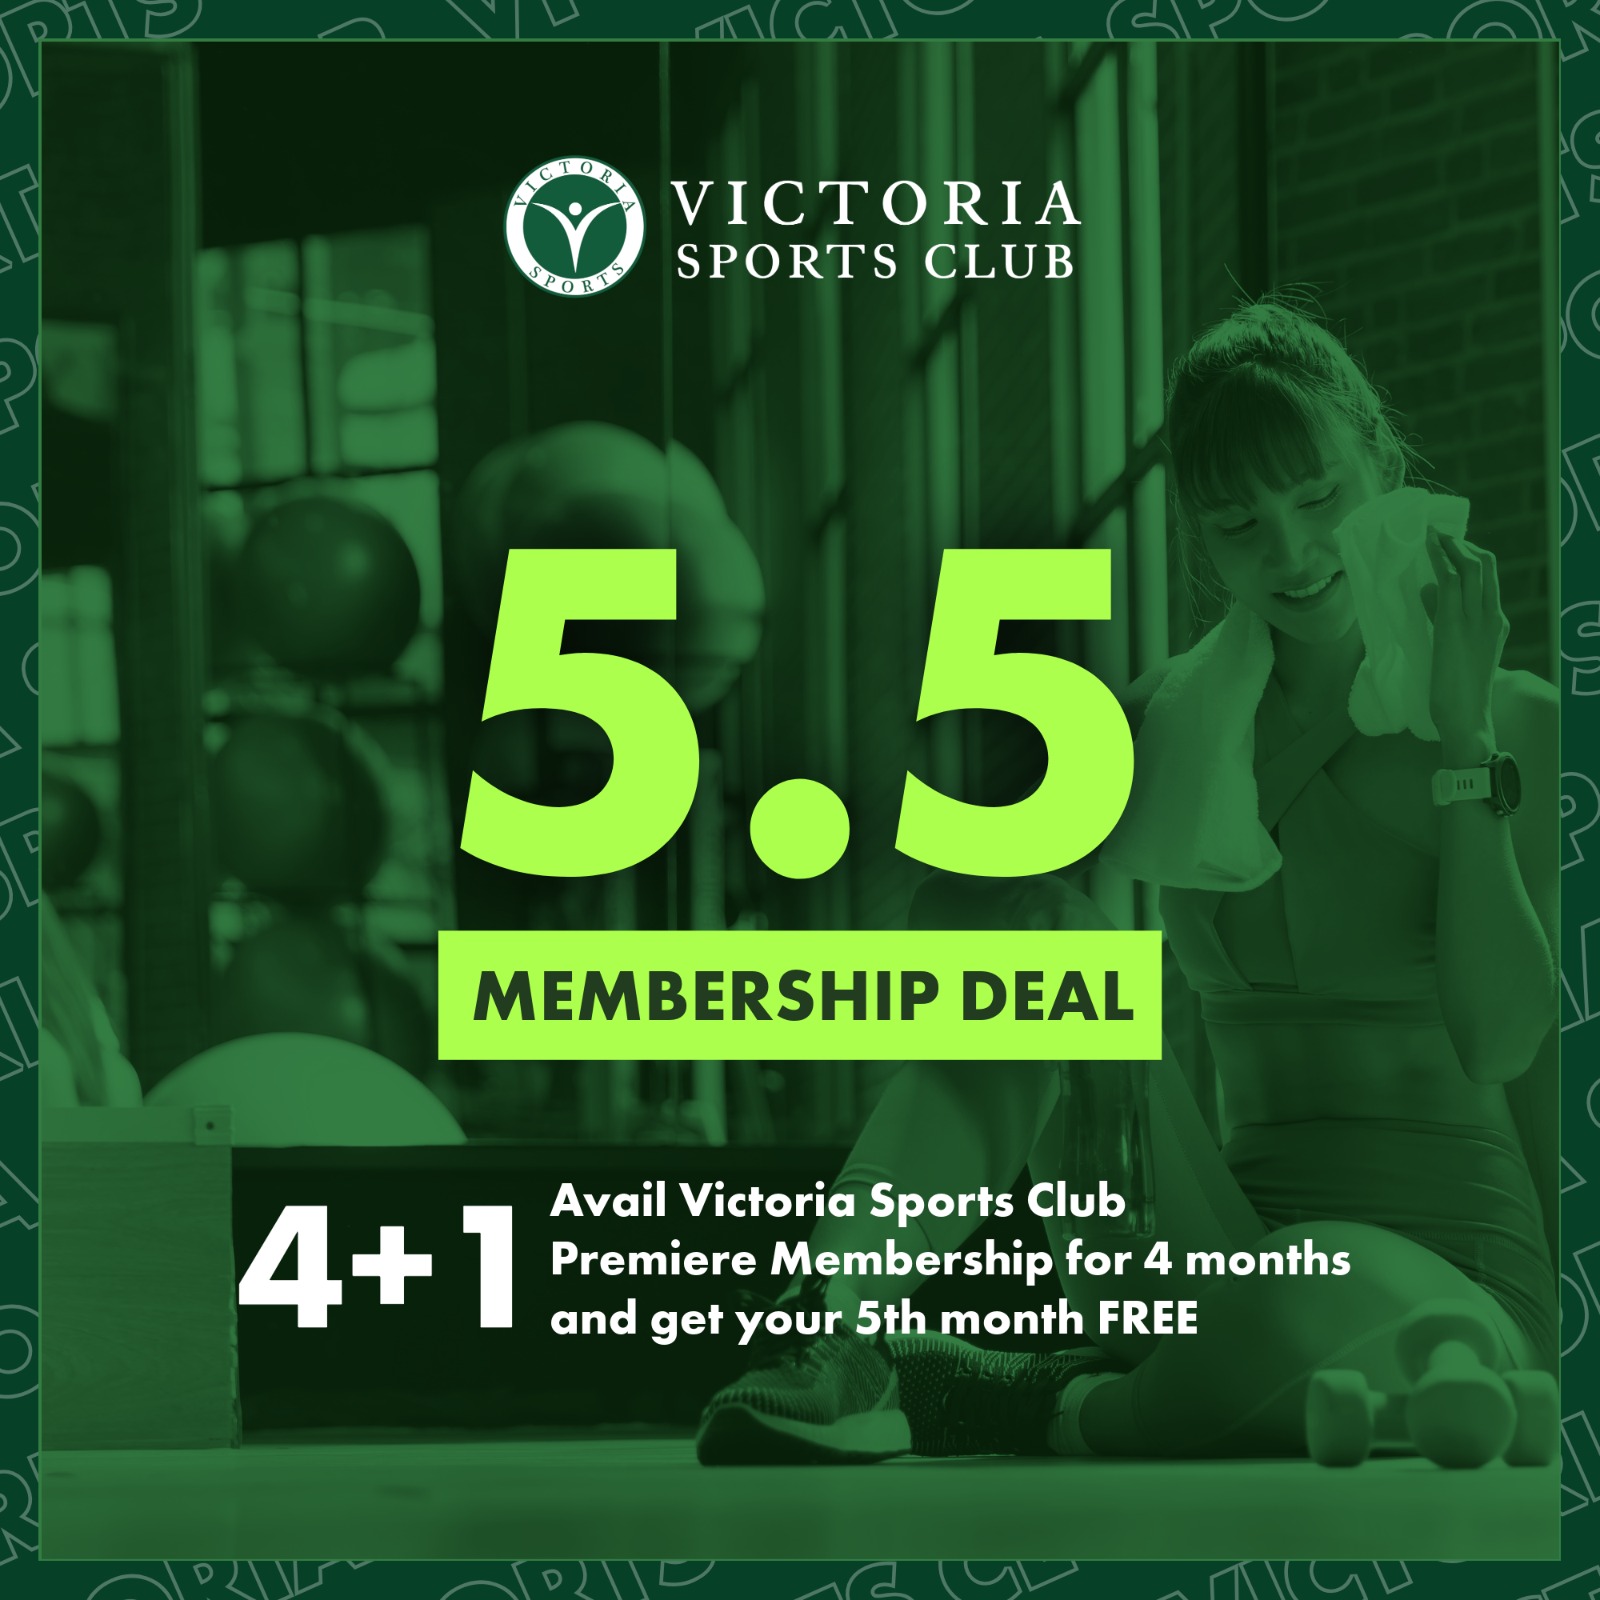 VICTORIA
SPORTS
VICTORIA
SPORTS CLUB
5.5
MEMBERSHIP DEAL
4+1
Avail Victoria Sports Club
Premiere Membership for 4 months
and get your 5th month FREE